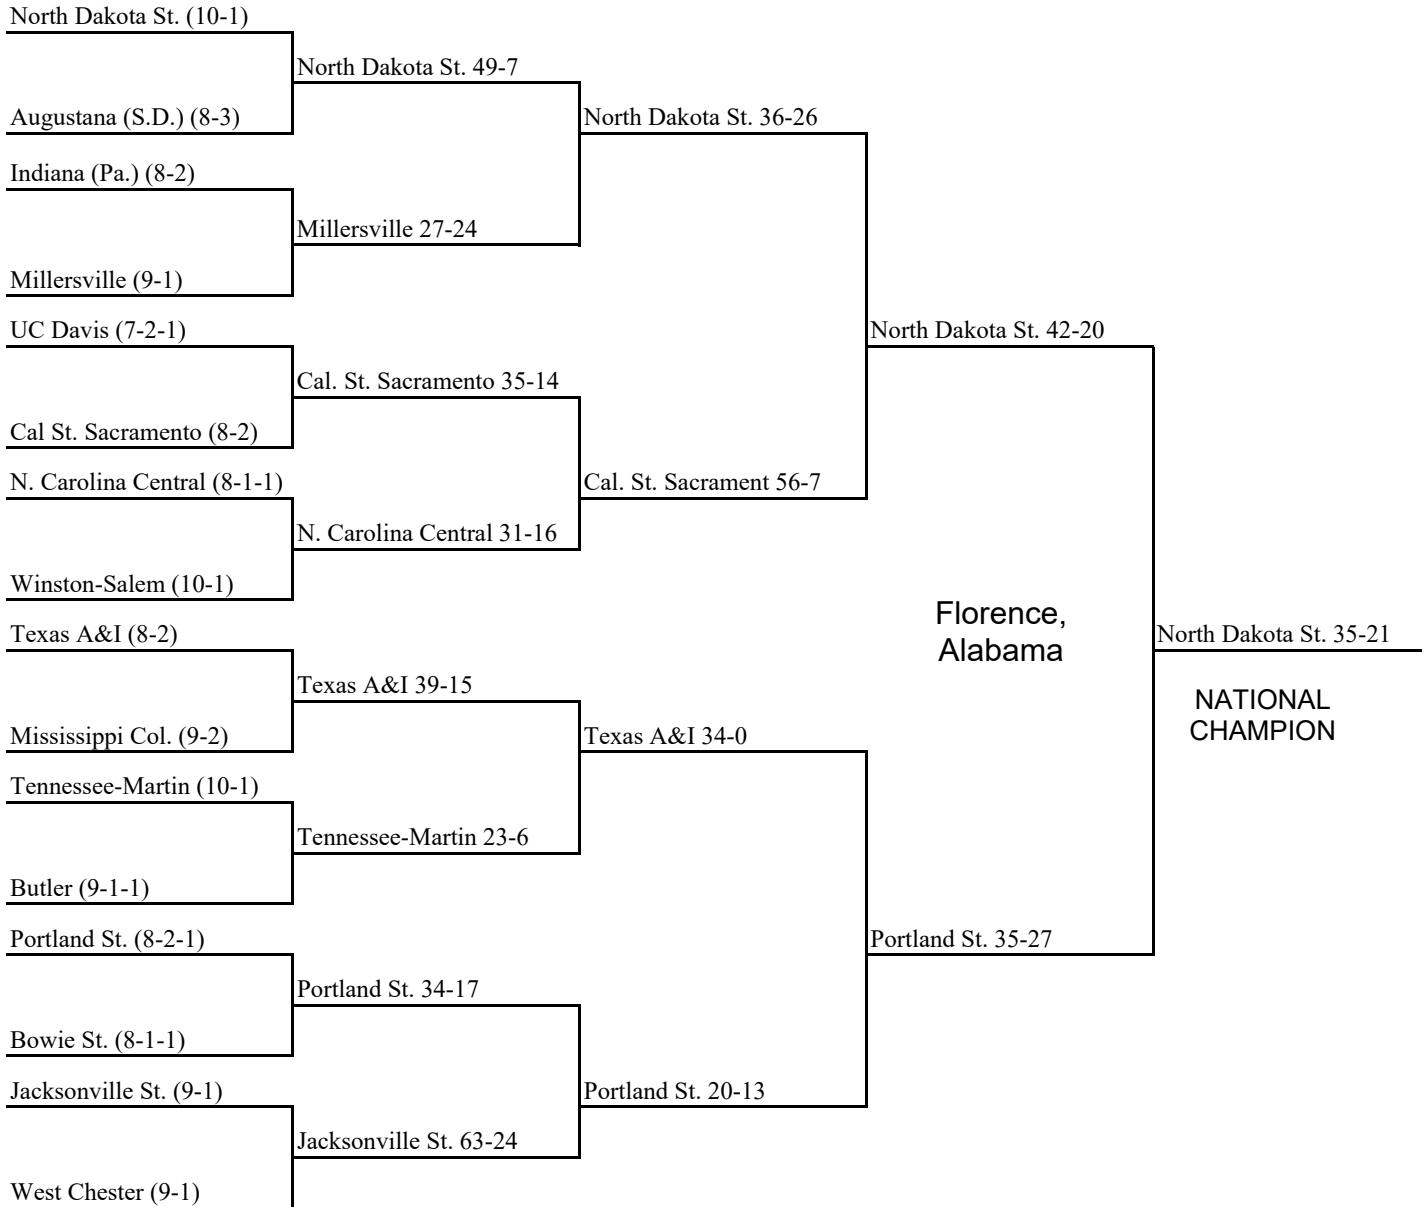 North Dakota St. (10-1)
North Dakota St. 49-7
Augustana (S.D.) (8-3)
North Dakota St. 36-26
Indiana (Pa.) (8-2)
Millersville 27-24
Millersville (9-1)
UC Davis (7-2-1)
North Dakota St. 42-20
Cal. St. Sacramento 35-14
Cal St. Sacramento (8-2)
N. Carolina Central (8-1-1)
Cal. St. Sacrament 56-7
N. Carolina Central 31-16
Winston-Salem (10-1)
Florence,
Alabama
Texas A&I (8-2)
North Dakota St. 35-21
Texas A&I 39-15
NATIONAL
CHAMPION
Mississippi Col. (9-2)
Texas A&I 34-0
Tennessee-Martin (10-1)
Tennessee-Martin 23-6
Butler (9-1-1)
Portland St. (8-2-1)
Portland St. 35-27
Portland St. 34-17
Bowie St. (8-1-1)
Jacksonville St. (9-1)
Portland St. 20-13
Jacksonville St. 63-24
West Chester (9-1)